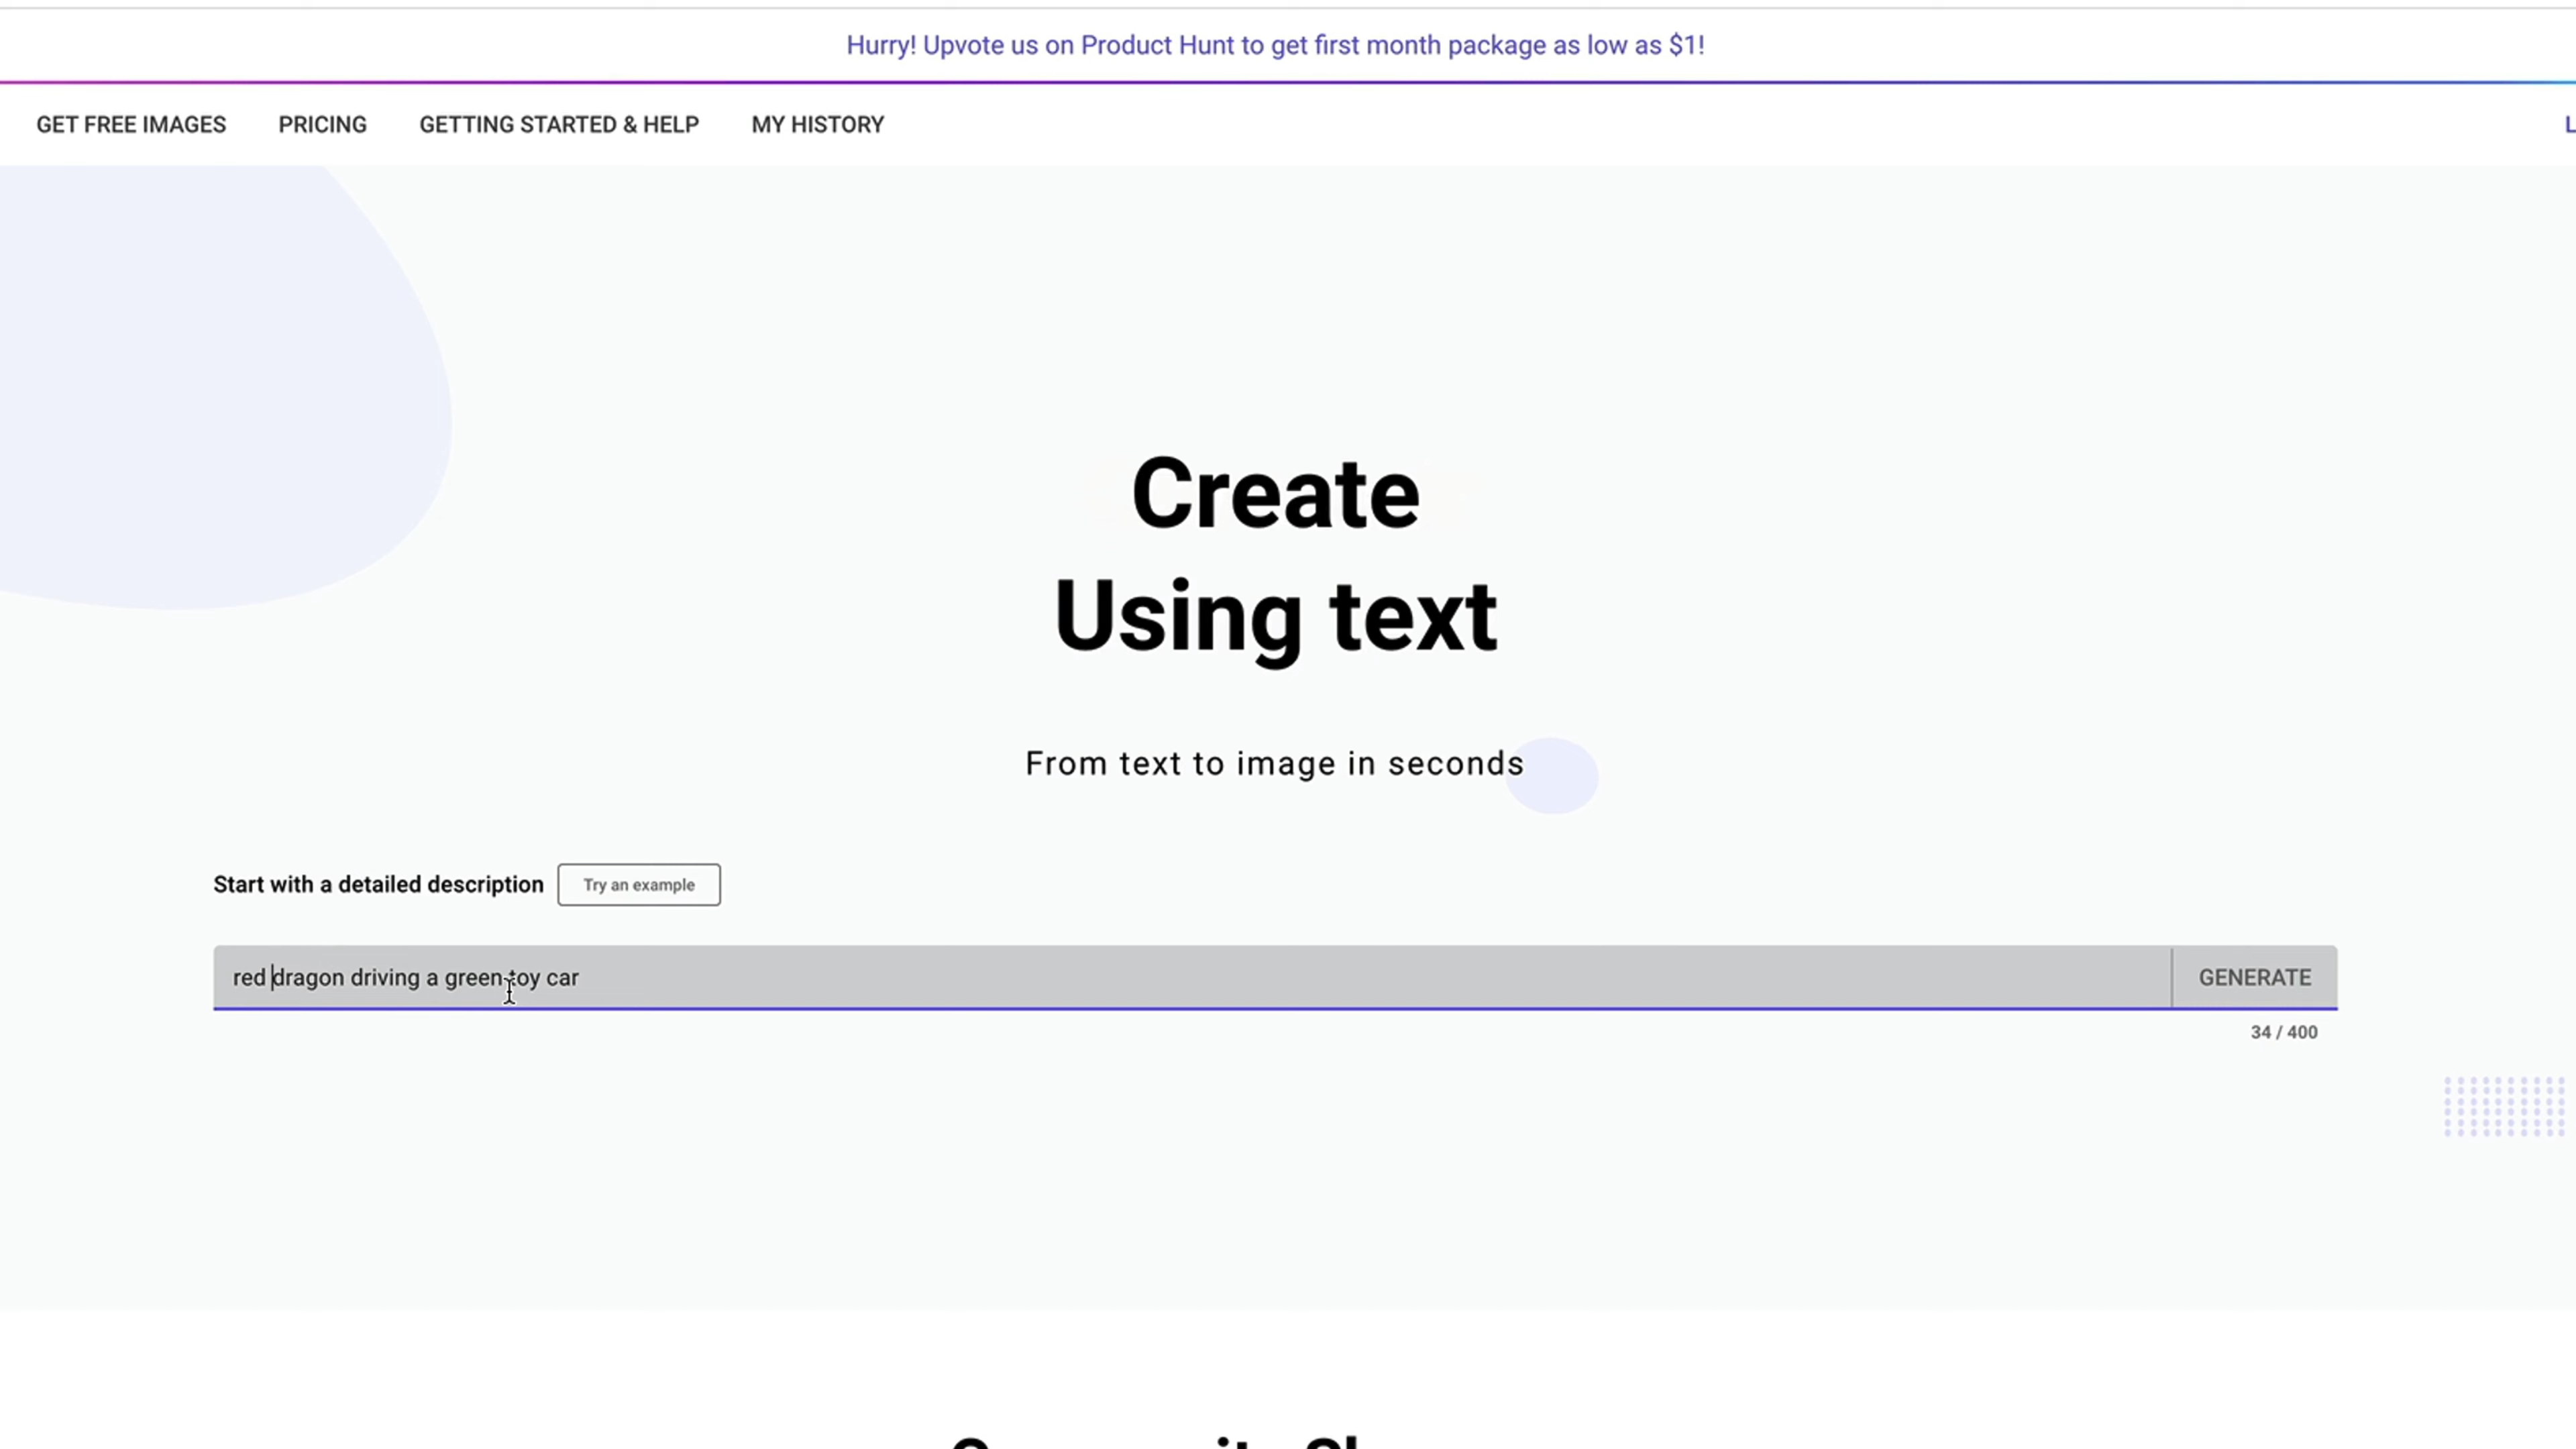 Hurry! Upvote us on Product Hunt to get first month package as low as $1!
GET FREE IMAGES PRICING GETTING STARTED & HELP MY HISTORY
Create
Using text
From text to image in seconds
Start with a detailed description Try an example
red dragon driving a green toy car GENERATE
34 / 400